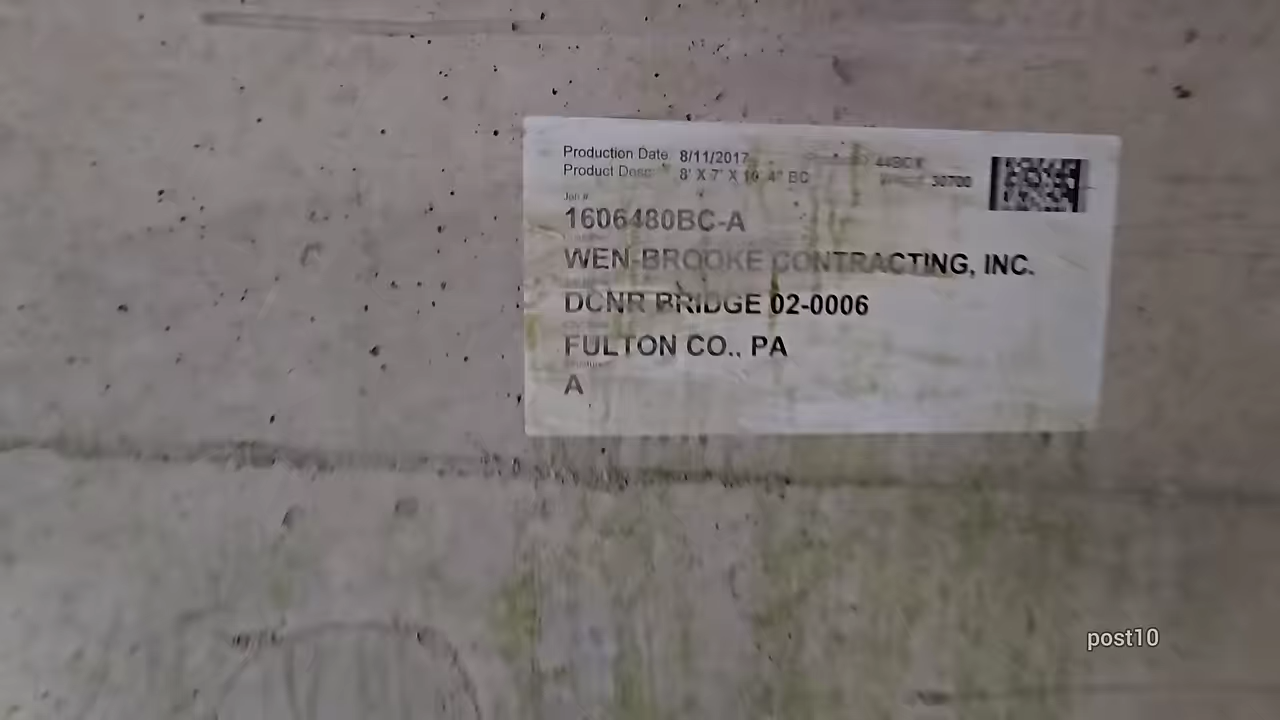 Production Date 8/11/2017
Product Desc 8' X 7' X 10' 4" BC 30700
Job #
1606480BC-A
WEN-BROOKE CONTRACTING, INC.
DCNR BRIDGE 02-0006
FULTON CO., PA
A
post10